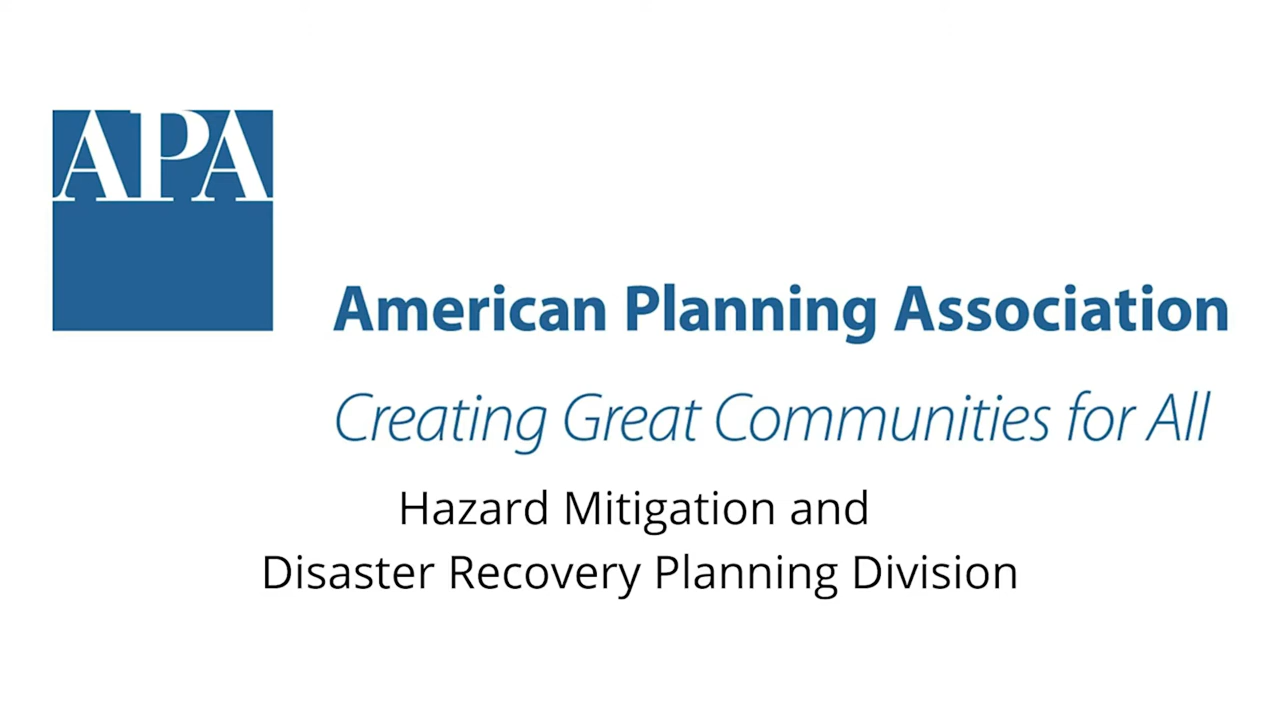 APA
American Planning Association
Creating Great Communities for All
Hazard Mitigation and
Disaster Recovery Planning Division